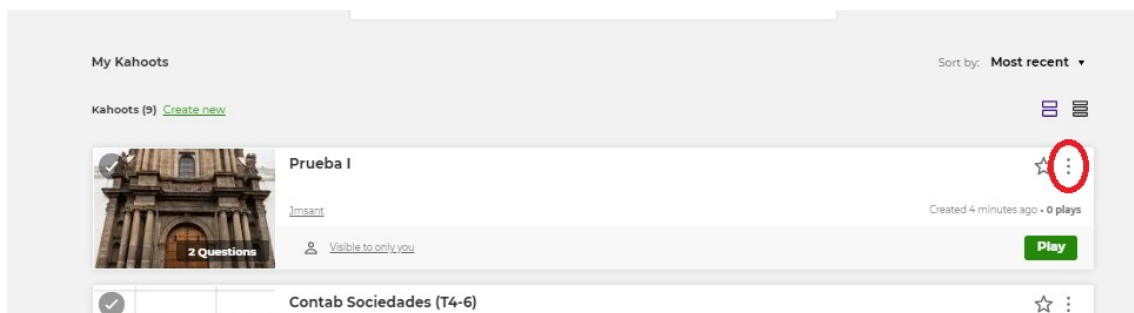 My Kahoots
Sort by: Most recent
Kahoots (9) Create new
Prueba I
Jmsant
Created 4 minutes ago • 0 plays
2 Questions
Visible to only you
Play
Contab Sociedades (T4-6)